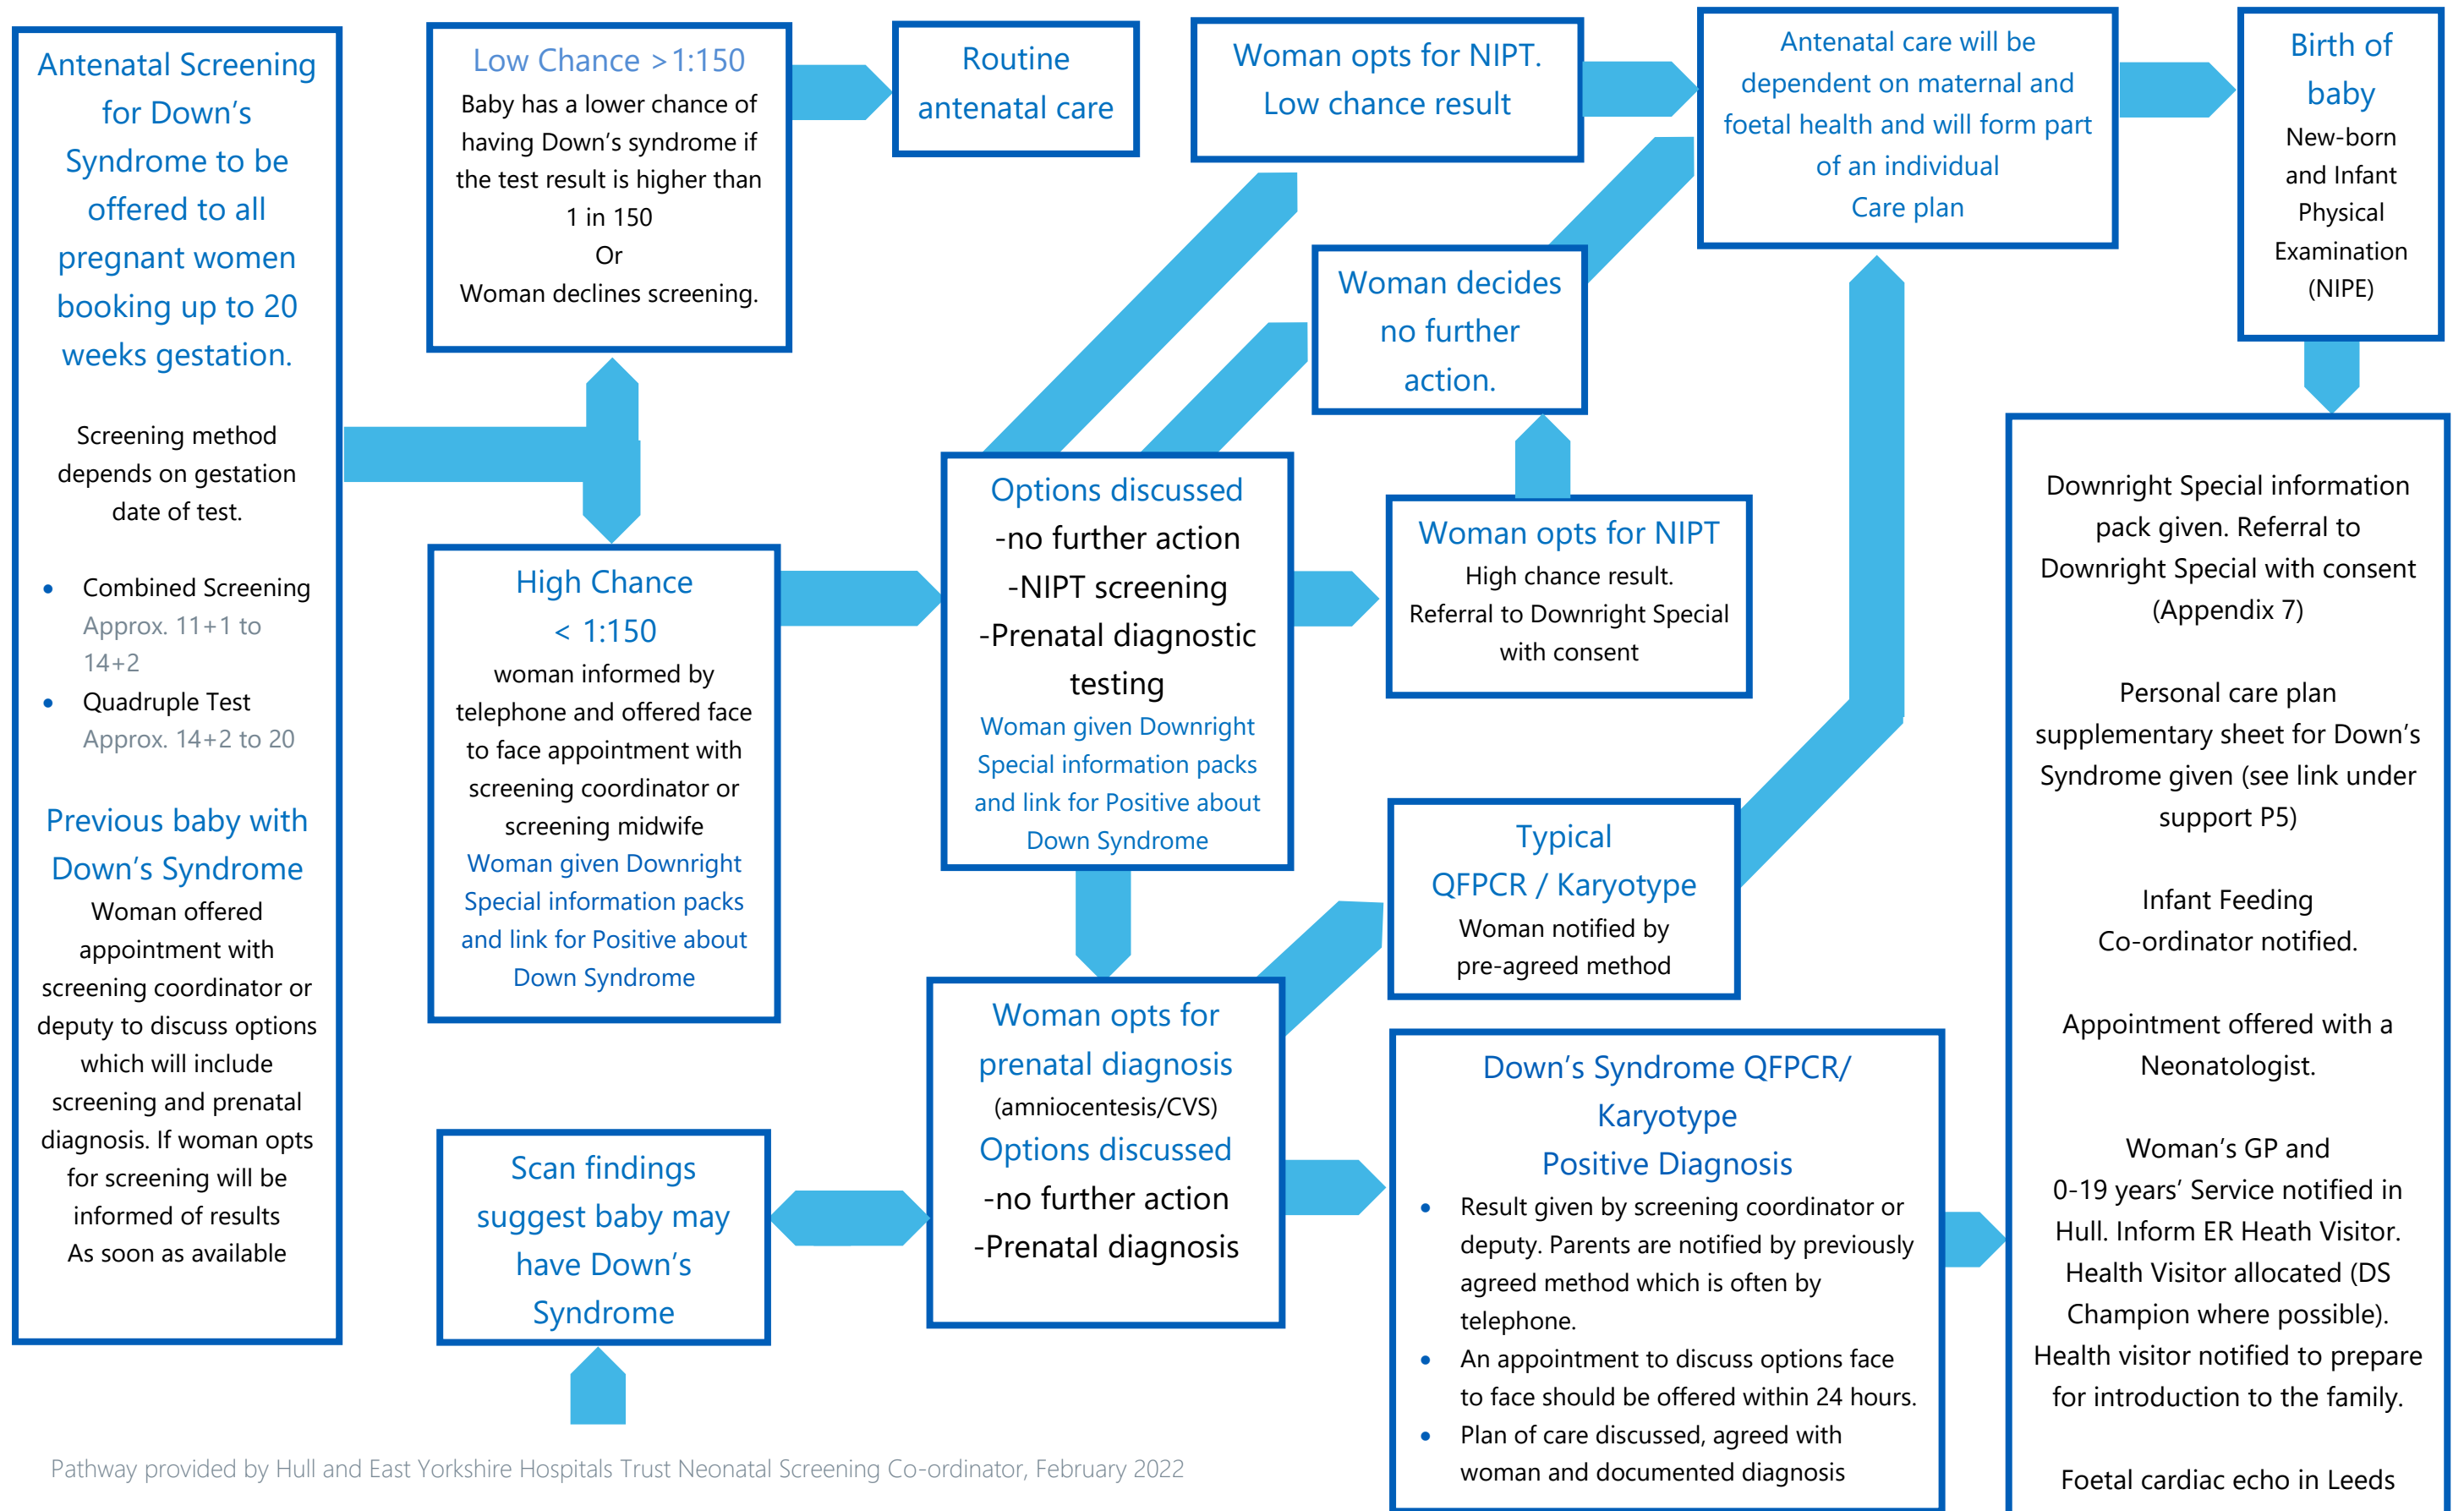 Antenatal Screening
for Down's
Syndrome to be
offered to all
pregnant women
booking up to 20
weeks gestation.
Screening method
depends on gestation
date of test.
• Combined Screening
Approx. 11+1 to
14+2
• Quadruple Test
Approx. 14+2 to 20
Previous baby with
Down's Syndrome
Woman offered
appointment with
screening coordinator or
deputy to discuss options
which will include
screening and prenatal
diagnosis. If woman opts
for screening will be
informed of results
As soon as available
Low Chance >1:150
Baby has a lower chance of
having Down's syndrome if
the test result is higher than
1 in 150
Or
Woman declines screening.
Routine
antenatal care
High Chance
< 1:150
woman informed by
telephone and offered face
to face appointment with
screening coordinator or
screening midwife
Woman given Downright
Special information packs
and link for Positive about
Down Syndrome
Scan findings
suggest baby may
have Down's
Syndrome
Options discussed
-no further action
-NIPT screening
-Prenatal diagnostic
testing
Woman given Downright
Special information packs
and link for Positive about
Down Syndrome
Woman opts for
prenatal diagnosis
(amniocentesis/CVS)
Options discussed
-no further action
-Prenatal diagnosis
Woman opts for NIPT.
Low chance result
Woman decides
no further
action.
Woman opts for NIPT
High chance result.
Referral to Downright Special
with consent
Typical
QFPCR / Karyotype
Woman notified by
pre-agreed method
Down's Syndrome QFPCR/
Karyotype
Positive Diagnosis
• Result given by screening coordinator or
deputy. Parents are notified by previously
agreed method which is often by
telephone.
• An appointment to discuss options face
to face should be offered within 24 hours.
• Plan of care discussed, agreed with
woman and documented diagnosis
Antenatal care will be
dependent on maternal and
foetal health and will form part
of an individual
Care plan
Birth of
baby
New-born
and Infant
Physical
Examination
(NIPE)
Downright Special information
pack given. Referral to
Downright Special with consent
(Appendix 7)
Personal care plan
supplementary sheet for Down's
Syndrome given (see link under
support P5)
Infant Feeding
Co-ordinator notified.
Appointment offered with a
Neonatologist.
Woman's GP and
0-19 years' Service notified in
Hull. Inform ER Heath Visitor.
Health Visitor allocated (DS
Champion where possible).
Health visitor notified to prepare
for introduction to the family.
Foetal cardiac echo in Leeds
Pathway provided by Hull and East Yorkshire Hospitals Trust Neonatal Screening Co-ordinator, February 2022